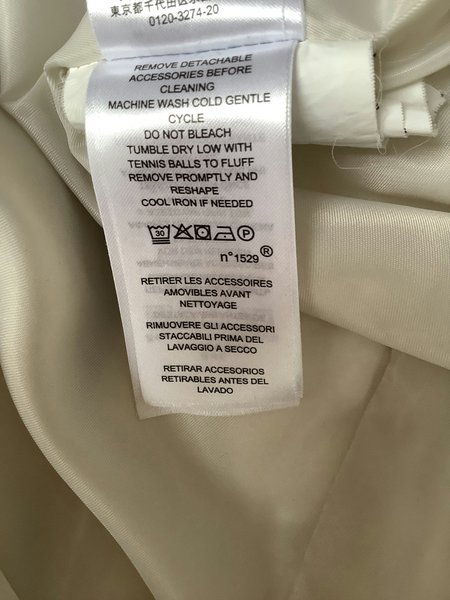 東京都千代田区永
0120-3274-20
REMOVE DETACHABLE
ACCESSORIES BEFORE
CLEANING
MACHINE WASH COLD GENTLE
CYCLE
DO NOT BLEACH
TUMBLE DRY LOW WITH
TENNIS BALLS TO FLUFF
REMOVE PROMPTLY AND
RESHAPE
COOL IRON IF NEEDED
30 P
n°1529®
RETIRER LES ACCESSOIRES
AMOVIBLES AVANT
NETTOYAGE
RIMUOVERE GLI ACCESSORI
STACCABILI PRIMA DEL
LAVAGGIO A SECCO
RETIRAR ACCESORIOS
RETIRABLES ANTES DEL
LAVADO